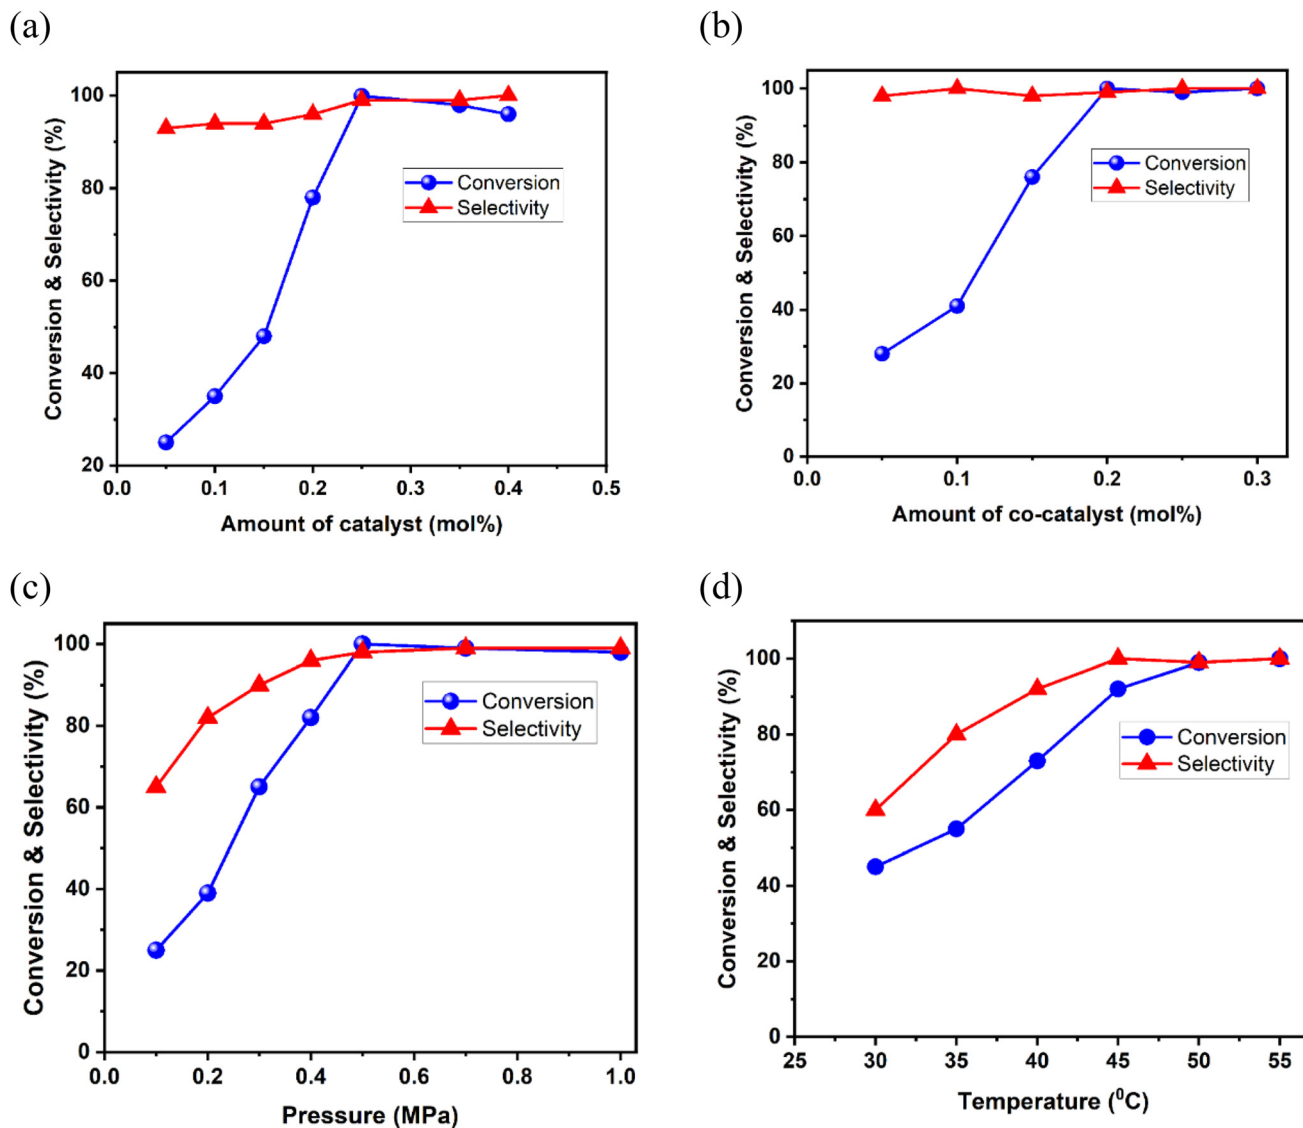 (a)
Conversion & Selectivity (%)
100
80
60
40
20
0.0 0.1 0.2 0.3 0.4 0.5
Amount of catalyst (mol%)
Conversion
Selectivity
(b)
Conversion & Selectivity (%)
100
80
60
40
20
0
0.0 0.1 0.2 0.3
Amount of co-catalyst (mol%)
Conversion
Selectivity
(c)
Conversion & Selectivity (%)
100
80
60
40
20
0
0.0 0.2 0.4 0.6 0.8 1.0
Pressure (MPa)
Conversion
Selectivity
(d)
Conversion & Selectivity (%)
100
80
60
40
20
0
25 30 35 40 45 50 55
Temperature (⁰C)
Conversion
Selectivity